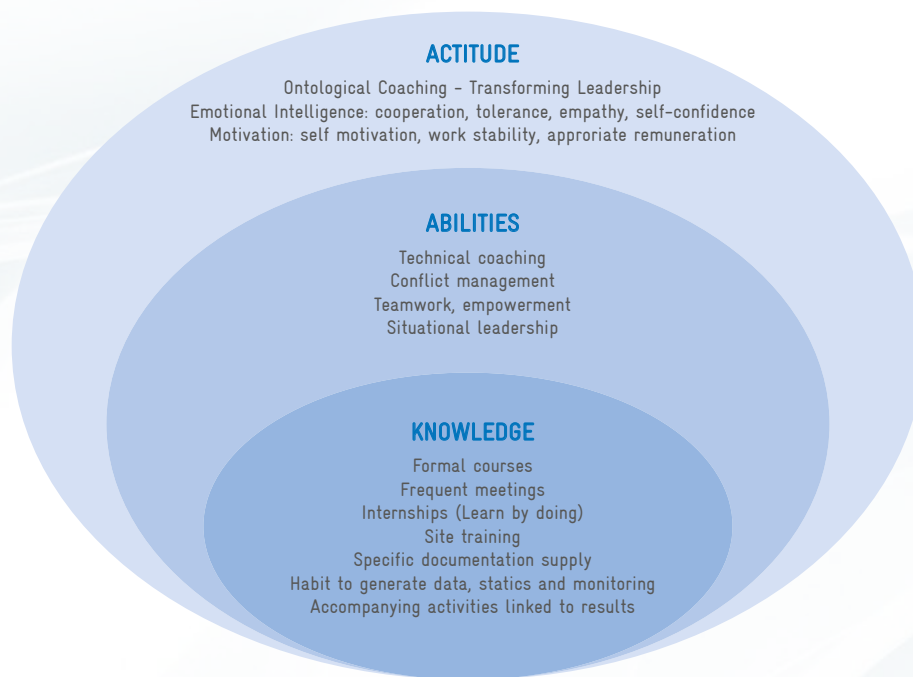 ACTITUDE
Ontological Coaching - Transforming Leadership
Emotional Intelligence: cooperation, tolerance, empathy, self-confidence
Motivation: self motivation, work stability, approriate remuneration
ABILITIES
Technical coaching
Conflict management
Teamwork, empowerment
Situational leadership
KNOWLEDGE
Formal courses
Frequent meetings
Internships (Learn by doing)
Site training
Specific documentation supply
Habit to generate data, statics and monitoring
Accompanying activities linked to results